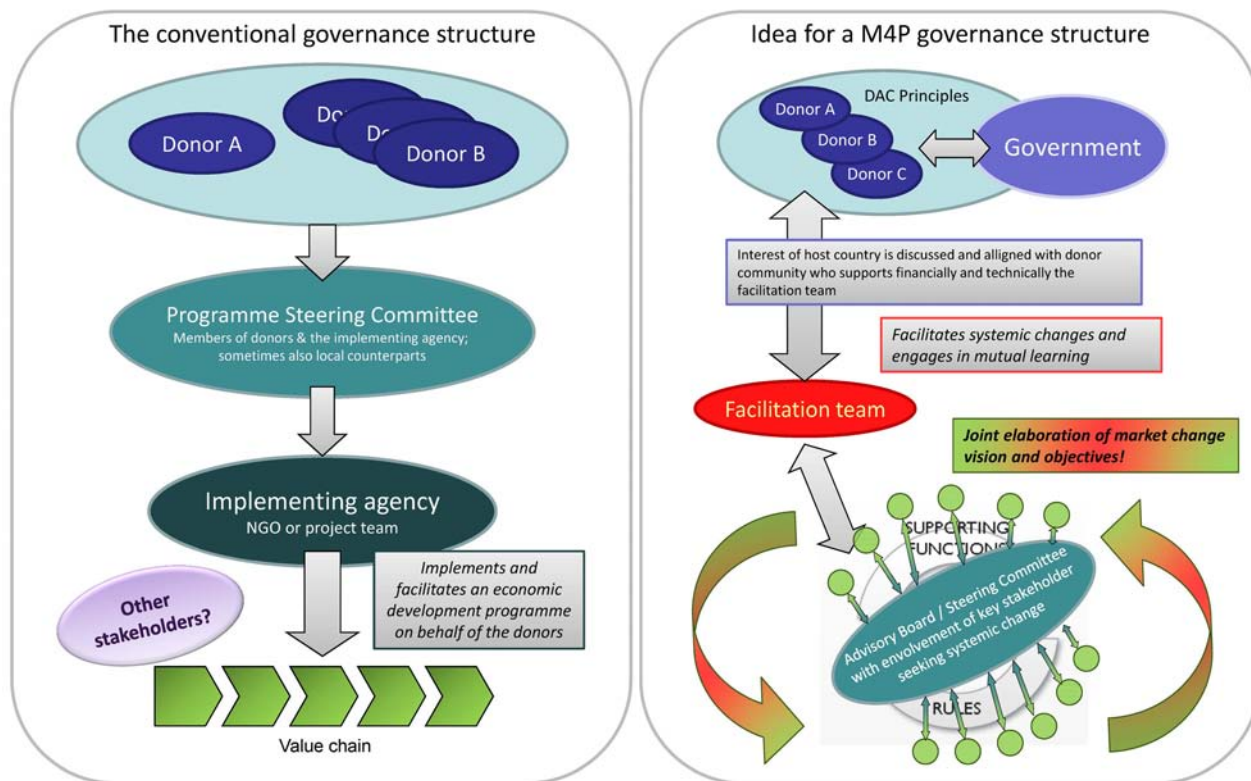 The conventional governance structure
Donor A
Do
Do
Donor B
Programme Steering Committee
Members of donors & the implementing agency;
sometimes also local counterparts
Implementing agency
NGO or project team
Implements and
facilitates an economic
development programme
on behalf of the donors
Other
stakeholders?
Value chain
Idea for a M4P governance structure
DAC Principles
Donor A
Donor B
Donor C
Government
Interest of host country is discussed and alligned with donor
community who supports financially and technically the
facilitation team
Facilitates systemic changes and
engages in mutual learning
Facilitation team
Joint elaboration of market change
vision and objectives!
SUPPORTING
FUNCTIONS
Advisory Board / Steering Committee
with envolvement of key stakeholder
seeking systemic change
RULES